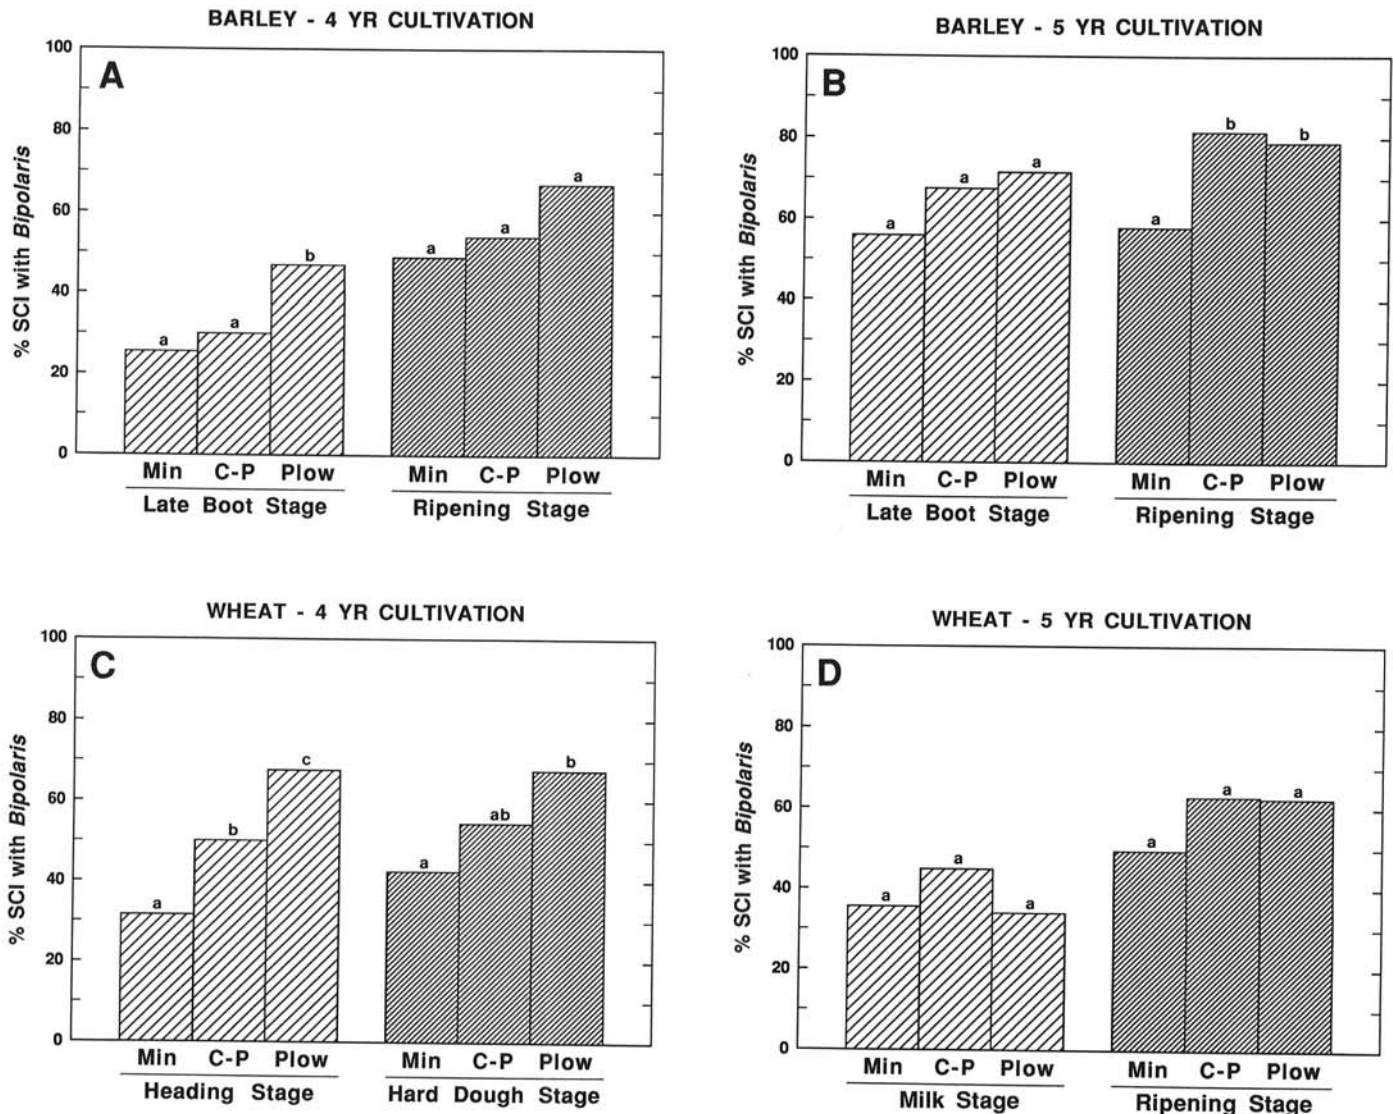 BARLEY - 4 YR CULTIVATION
A
% SCI with Bipolaris
100
80
60
40
20
0
a
a
b
a
a
a
Min C-P Plow Min C-P Plow
Late Boot Stage Ripening Stage
BARLEY - 5 YR CULTIVATION
B
% SCI with Bipolaris
100
80
60
40
20
0
a
a
a
a
b
b
Min C-P Plow Min C-P Plow
Late Boot Stage Ripening Stage
WHEAT - 4 YR CULTIVATION
C
% SCI with Bipolaris
100
80
60
40
20
0
a
b
c
a
ab
b
Min C-P Plow Min C-P Plow
Heading Stage Hard Dough Stage
WHEAT - 5 YR CULTIVATION
D
% SCI with Bipolaris
100
80
60
40
20
0
a
a
a
a
a
a
Min C-P Plow Min C-P Plow
Milk Stage Ripening Stage